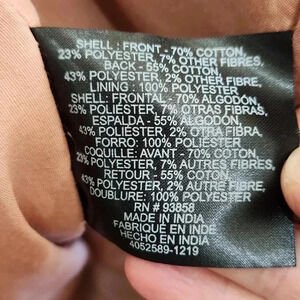 SHELL : FRONT - 70% COTTON,
23% POLYESTER, 7% OTHER FIBRES,
BACK - 55% COTTON,
43% POLYESTER, 2% OTHER FIBRE,
LINING : 100% POLYESTER
SHELL: FRONTAL - 70% ALGODÓN,
23% POLIÉSTER, 7% OTRAS FIBRAS,
ESPALDA - 55% ALGODÓN,
43% POLIÉSTER, 2% OTRA FIBRA,
FORRO: 100% POLIÉSTER
COQUILLE: AVANT - 70% COTON,
23% POLYESTER, 7% AUTRES FIBRES,
RETOUR - 55% COTON,
43% POLYESTER, 2% AUTRE FIBRE,
DOUBLURE: 100% POLYESTER
RN # 93858
MADE IN INDIA
FABRIQUÉ EN INDE
HECHO EN INDIA
4052589-1219